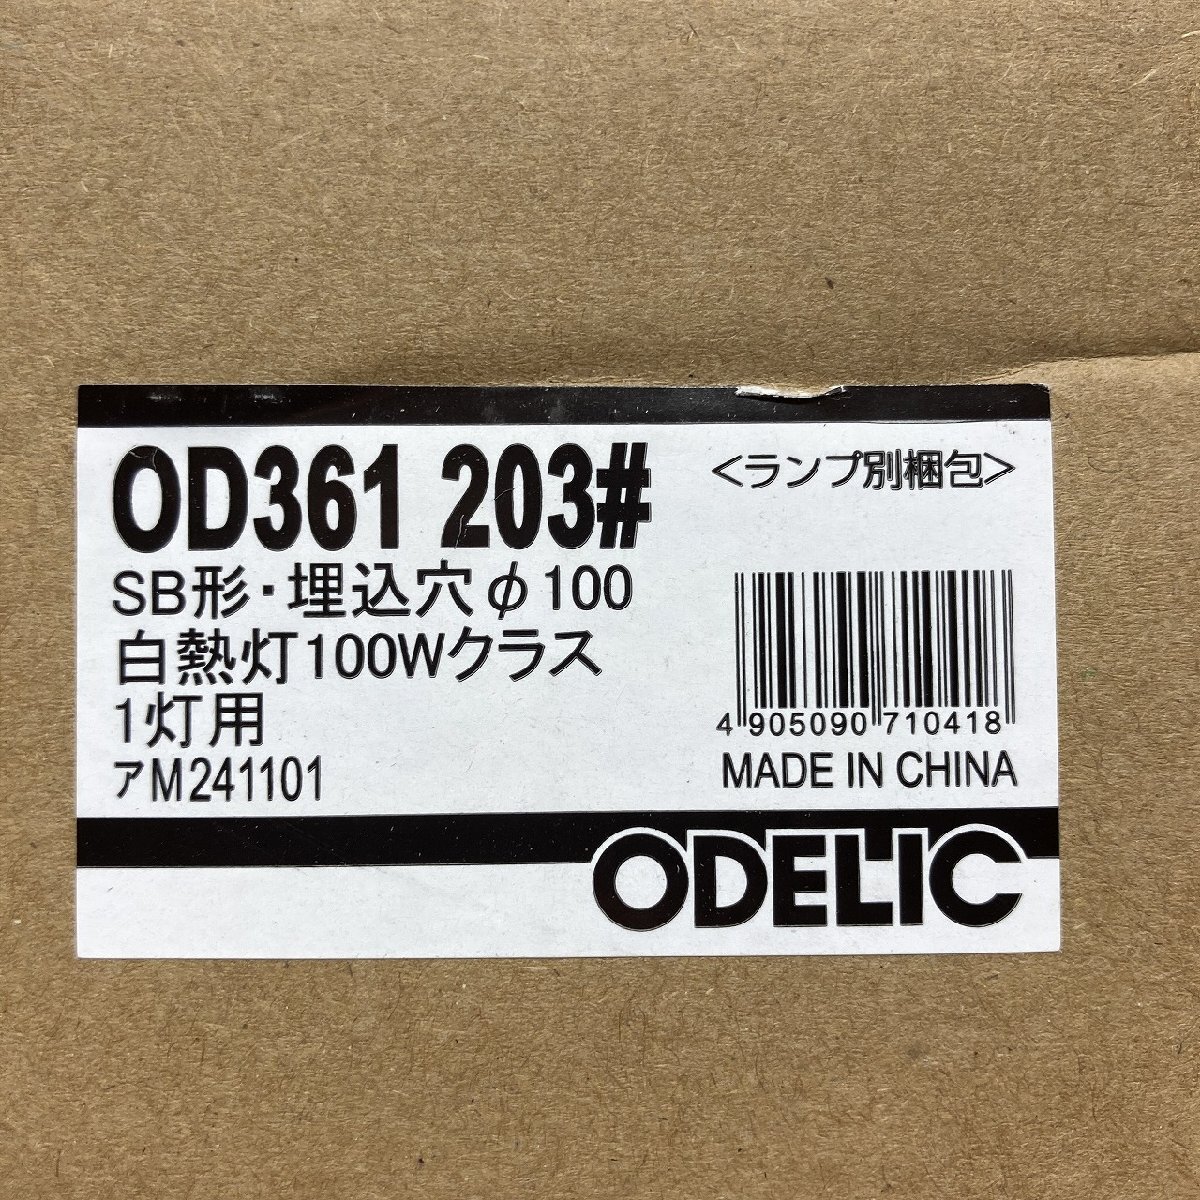 OD361 203#
<ランプ別梱包>
SB形・埋込穴φ100
白熱灯100Wクラス
1灯用
アM241101
4 905090 710418
MADE IN CHINA
ODELIC